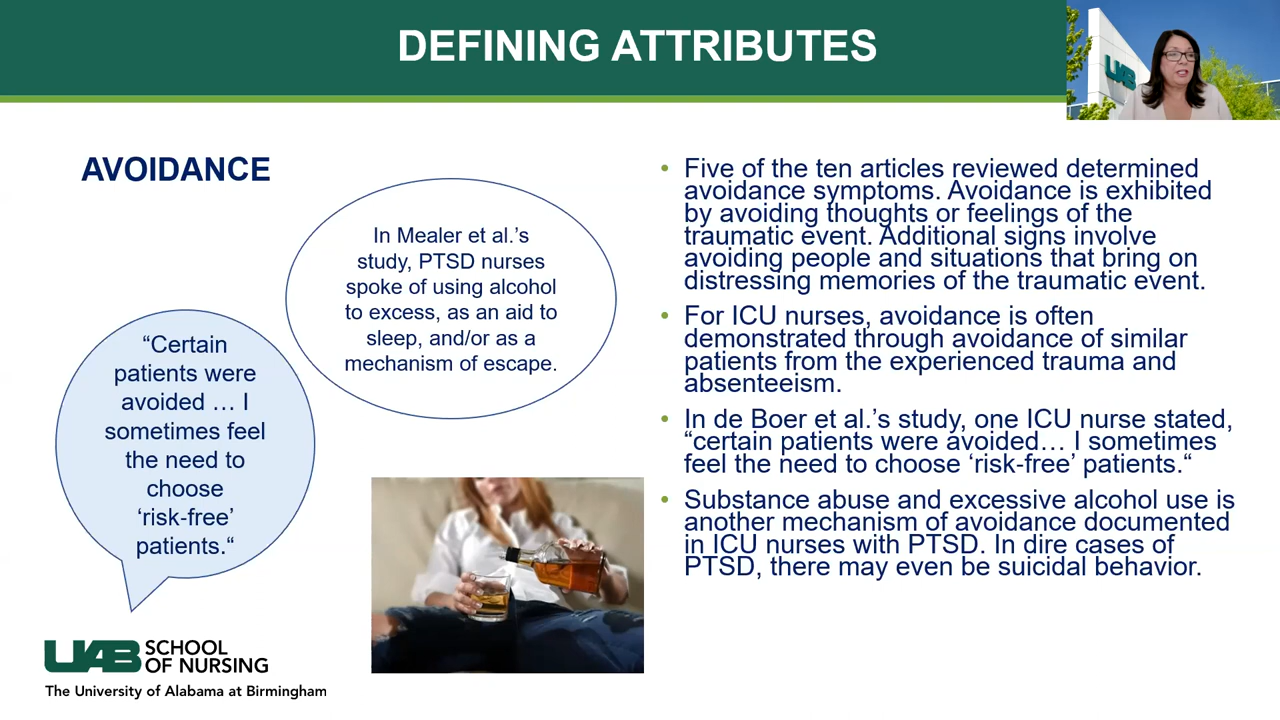 DEFINING ATTRIBUTES
UAB
AVOIDANCE
In Mealer et al.’s
study, PTSD nurses
spoke of using alcohol
to excess, as an aid to
sleep, and/or as a
mechanism of escape.
“Certain
patients were
avoided … I
sometimes feel
the need to
choose
‘risk-free’
patients.“
• Five of the ten articles reviewed determined
avoidance symptoms. Avoidance is exhibited
by avoiding thoughts or feelings of the
traumatic event. Additional signs involve
avoiding people and situations that bring on
distressing memories of the traumatic event.
• For ICU nurses, avoidance is often
demonstrated through avoidance of similar
patients from the experienced trauma and
absenteeism.
• In de Boer et al.’s study, one ICU nurse stated,
“certain patients were avoided… I sometimes
feel the need to choose ‘risk-free’ patients.“
• Substance abuse and excessive alcohol use is
another mechanism of avoidance documented
in ICU nurses with PTSD. In dire cases of
PTSD, there may even be suicidal behavior.
UAB SCHOOL
OF NURSING
The University of Alabama at Birmingham